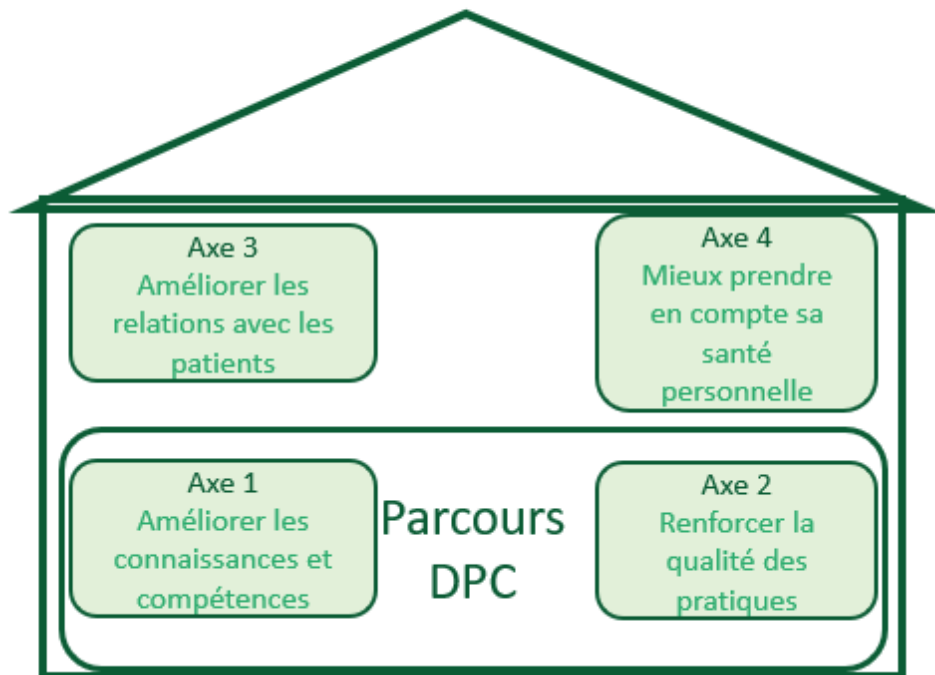 Axe 3
Améliorer les
relations avec les
patients
Axe 4
Mieux prendre
en compte sa
santé
personnelle
Axe 1
Améliorer les
connaissances et
compétences
Parcours
DPC
Axe 2
Renforcer la
qualité des
pratiques